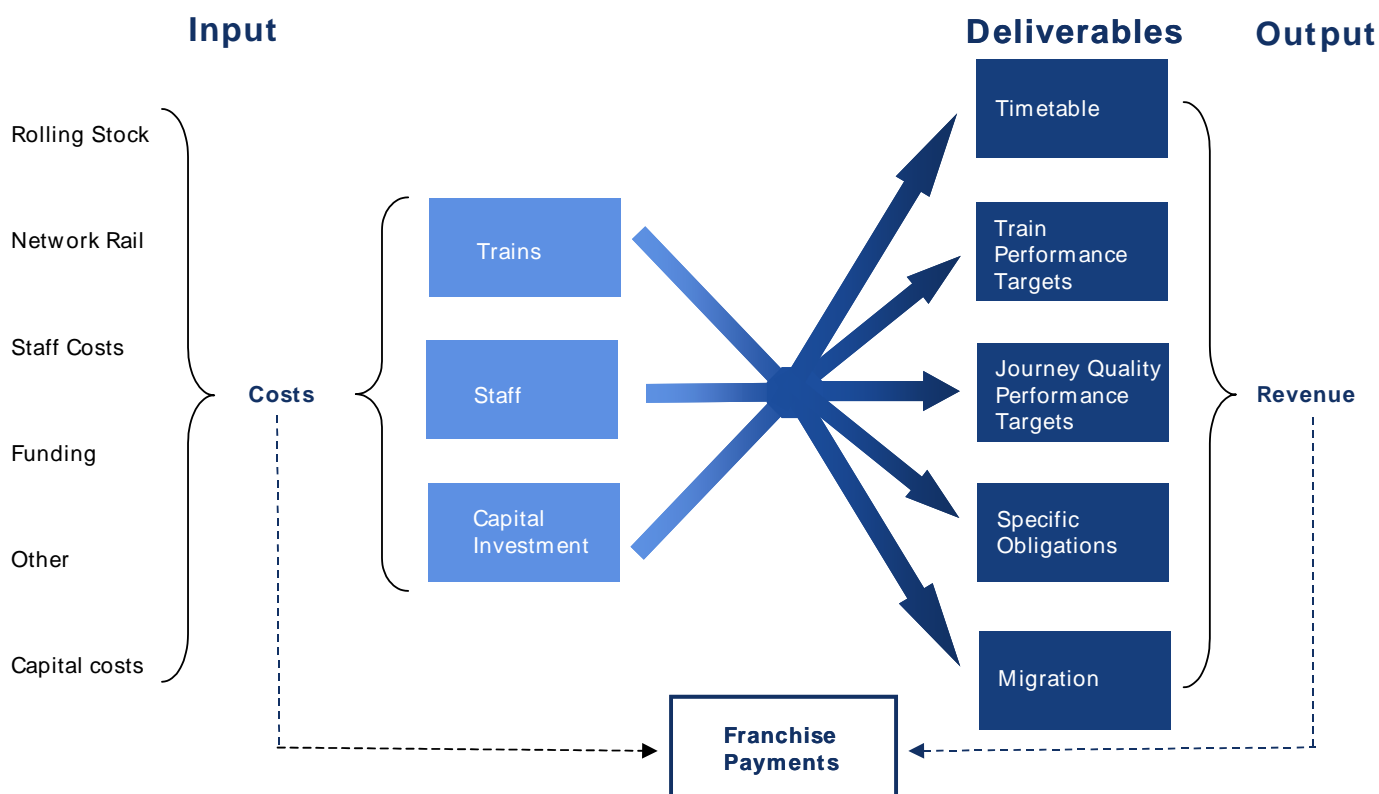 Input
Deliverables
Output
Rolling Stock
Network Rail
Staff Costs
Funding
Other
Capital costs
Costs
Trains
Staff
Capital
Investment
Timetable
Train
Performance
Targets
Journey Quality
Performance
Targets
Specific
Obligations
Migration
Revenue
Franchise
Payments